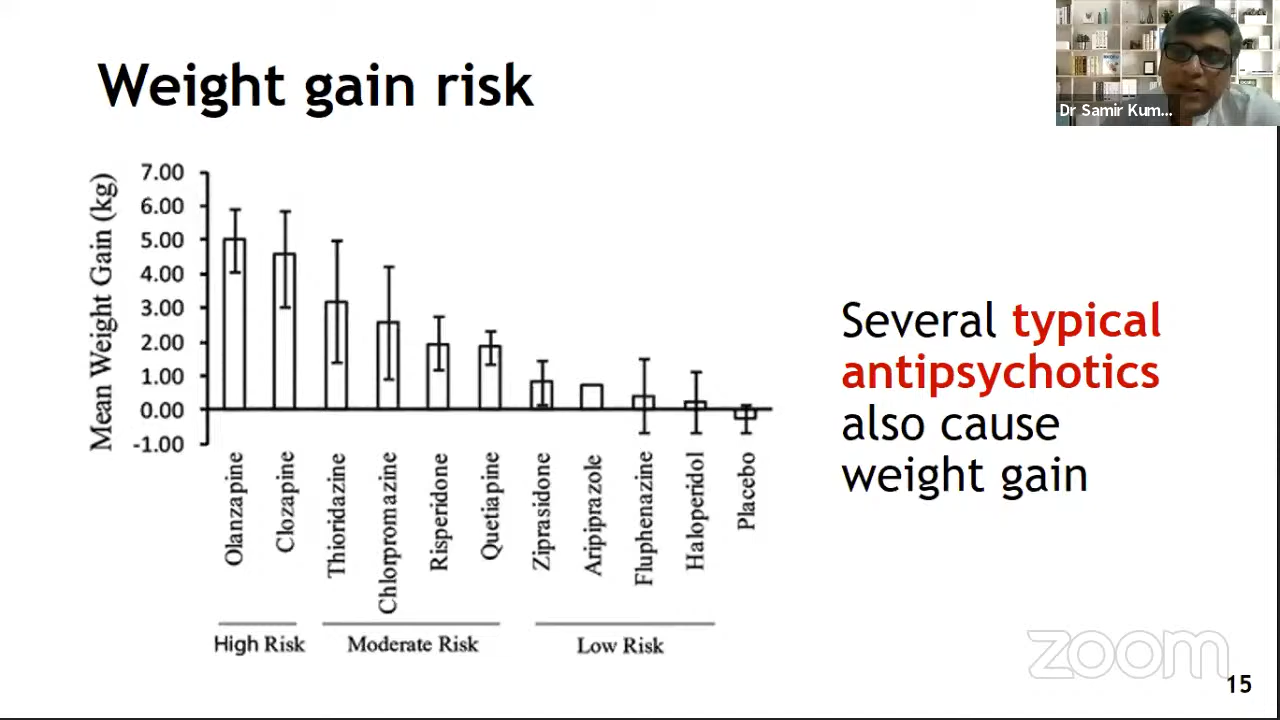 Weight gain risk
Dr Samir Kum...
Mean Weight Gain (kg)
7.00
6.00
5.00
4.00
3.00
2.00
1.00
0.00
-1.00
Olanzapine
Clozapine
Thioridazine
Chlorpromazine
Risperidone
Quetiapine
Ziprasidone
Aripiprazole
Fluphenazine
Haloperidol
Placebo
High Risk
Moderate Risk
Low Risk
Several typical
antipsychotics
also cause
weight gain
zoom
15